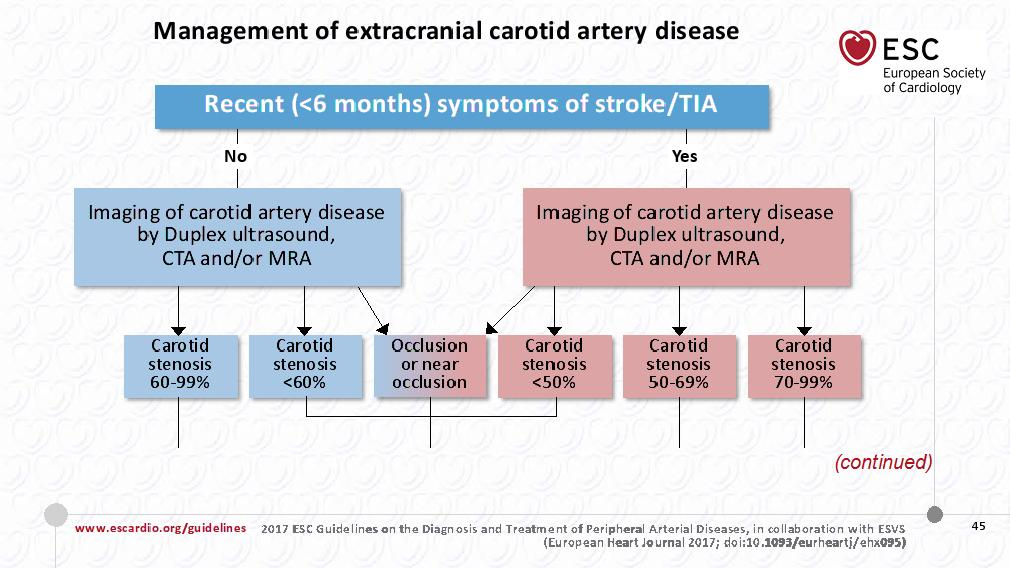 Management of extracranial carotid artery disease
ESC
European Society
of Cardiology
Recent (<6 months) symptoms of stroke/TIA
No
Yes
Imaging of carotid artery disease
by Duplex ultrasound,
CTA and/or MRA
Imaging of carotid artery disease
by Duplex ultrasound,
CTA and/or MRA
Carotid
stenosis
60-99%
Carotid
stenosis
<60%
Occlusion
or near
occlusion
Carotid
stenosis
<50%
Carotid
stenosis
50-69%
Carotid
stenosis
70-99%
(continued)
www.escardio.org/guidelines
2017 ESC Guidelines on the Diagnosis and Treatment of Peripheral Arterial Diseases, in collaboration with ESVS
(European Heart Journal 2017; doi:10.1093/eurheartj/ehx095)
45